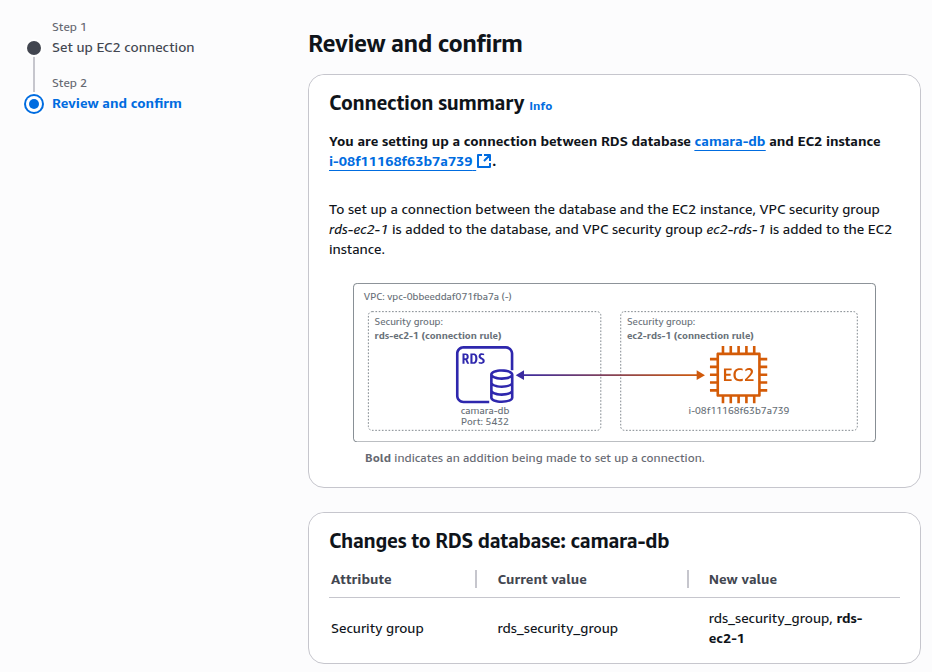 Step 1
Set up EC2 connection
Step 2
Review and confirm
Review and confirm
Connection summary Info
You are setting up a connection between RDS database camara-db and EC2 instance
i-08f11168f63b7a739.
To set up a connection between the database and the EC2 instance, VPC security group
rds-ec2-1 is added to the database, and VPC security group ec2-rds-1 is added to the EC2
instance.
VPC: vpc-0bbeeddaf071fba7a (-)
Security group:
rds-ec2-1 (connection rule)
RDS
camara-db
Port: 5432
Security group:
ec2-rds-1 (connection rule)
EC2
i-08f11168f63b7a739
Bold indicates an addition being made to set up a connection.
Changes to RDS database: camara-db
Attribute Current value New value
Security group rds_security_group rds_security_group, rds-
ec2-1